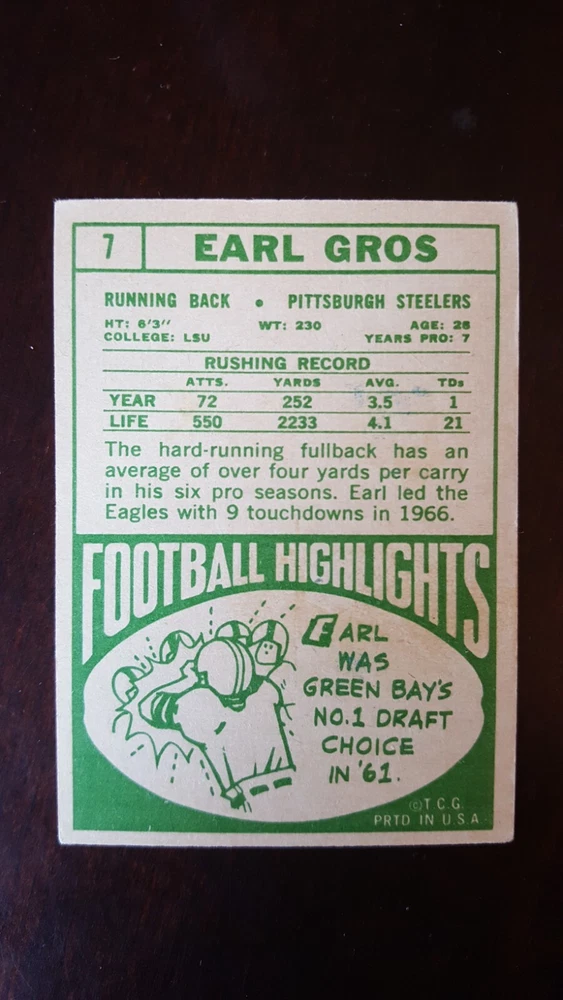 7 EARL GROS
RUNNING BACK • PITTSBURGH STEELERS
HT: 6'3" WT: 230 AGE: 28
COLLEGE: LSU YEARS PRO: 7
RUSHING RECORD
ATTS. YARDS AVG. TDs
YEAR 72 252 3.5 1
LIFE 550 2233 4.1 21
The hard-running fullback has an
average of over four yards per carry
in his six pro seasons. Earl led the
Eagles with 9 touchdowns in 1966.
FOOTBALL HIGHLIGHTS
EARL
WAS
GREEN BAY'S
NO.1 DRAFT
CHOICE
IN '61.
©T.C.G.
PRTD IN U.S.A.